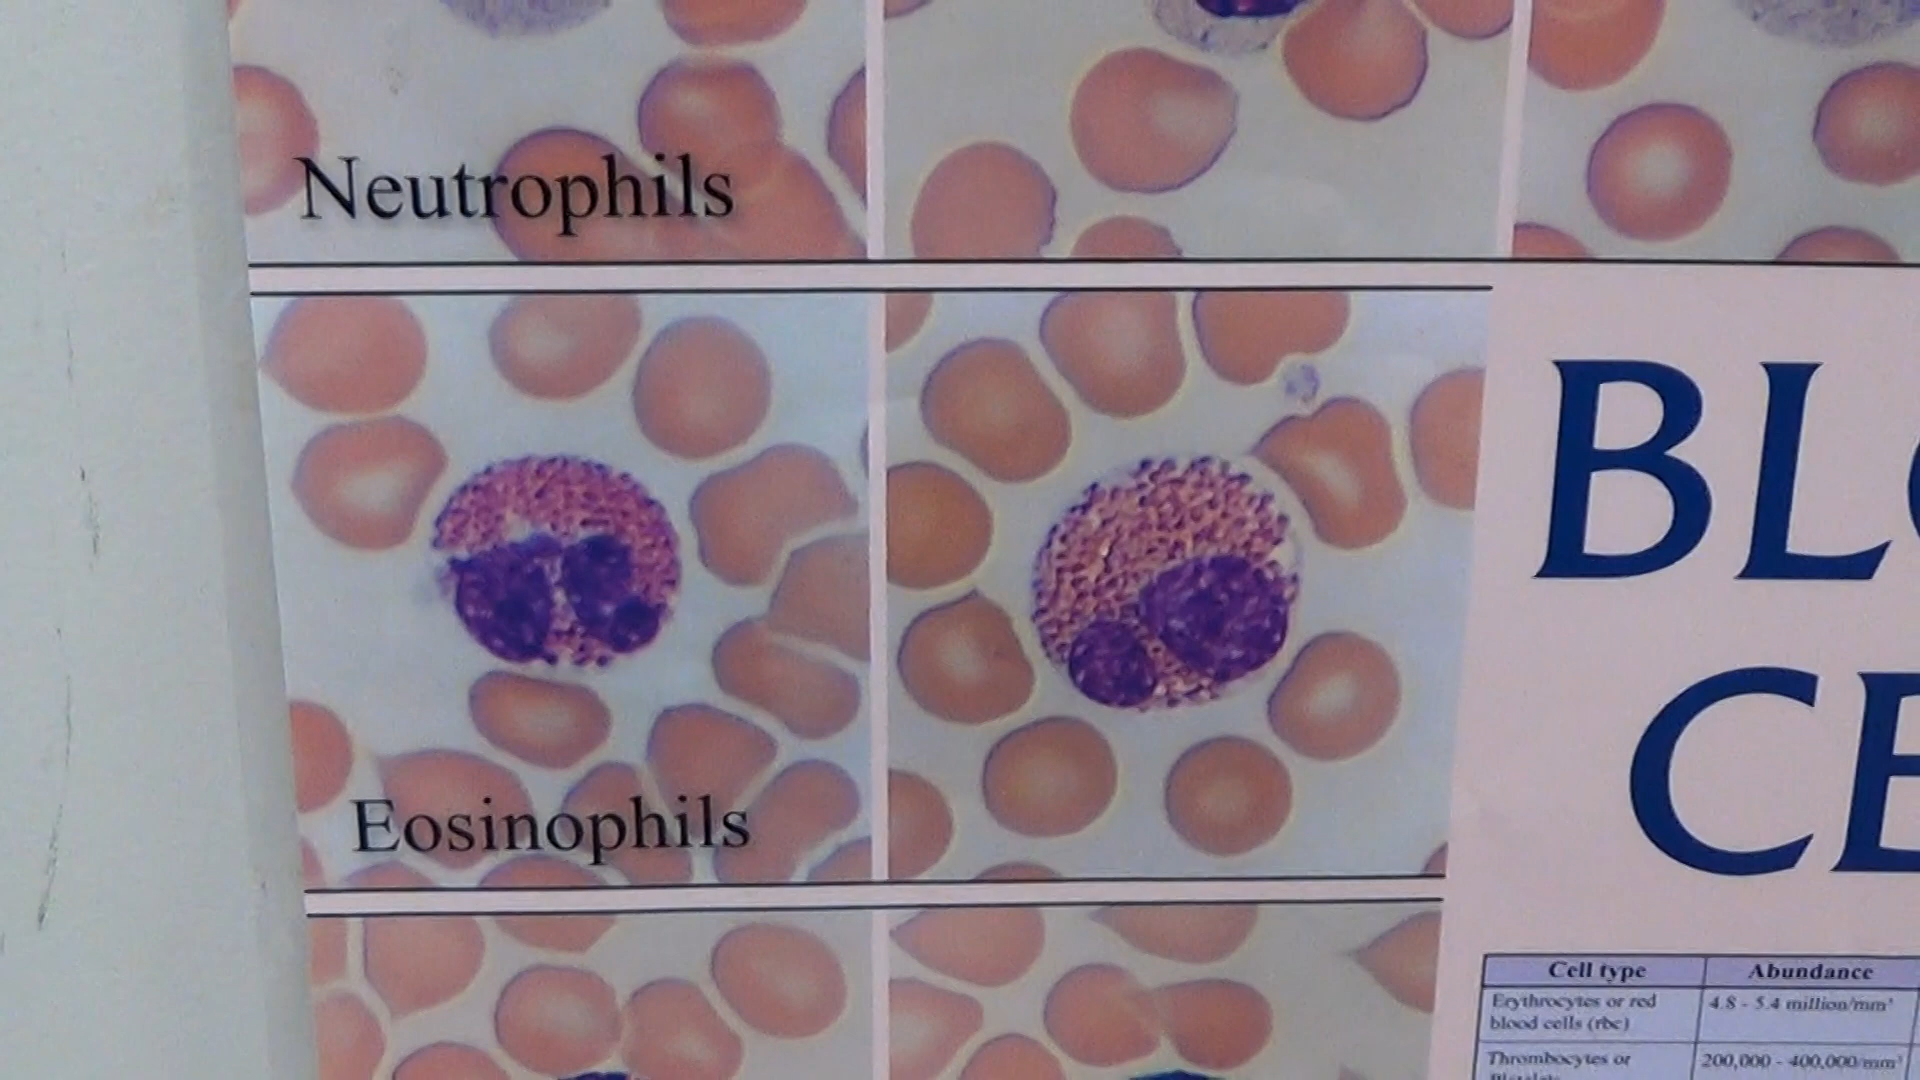 Neutrophils
Eosinophils
BL
CE
Cell type
Abundance
Erythrocytes or red
blood cells (rbc)
4.8 - 5.4 million/mm³
Thrombocytes or
200,000 - 400,000/mm³